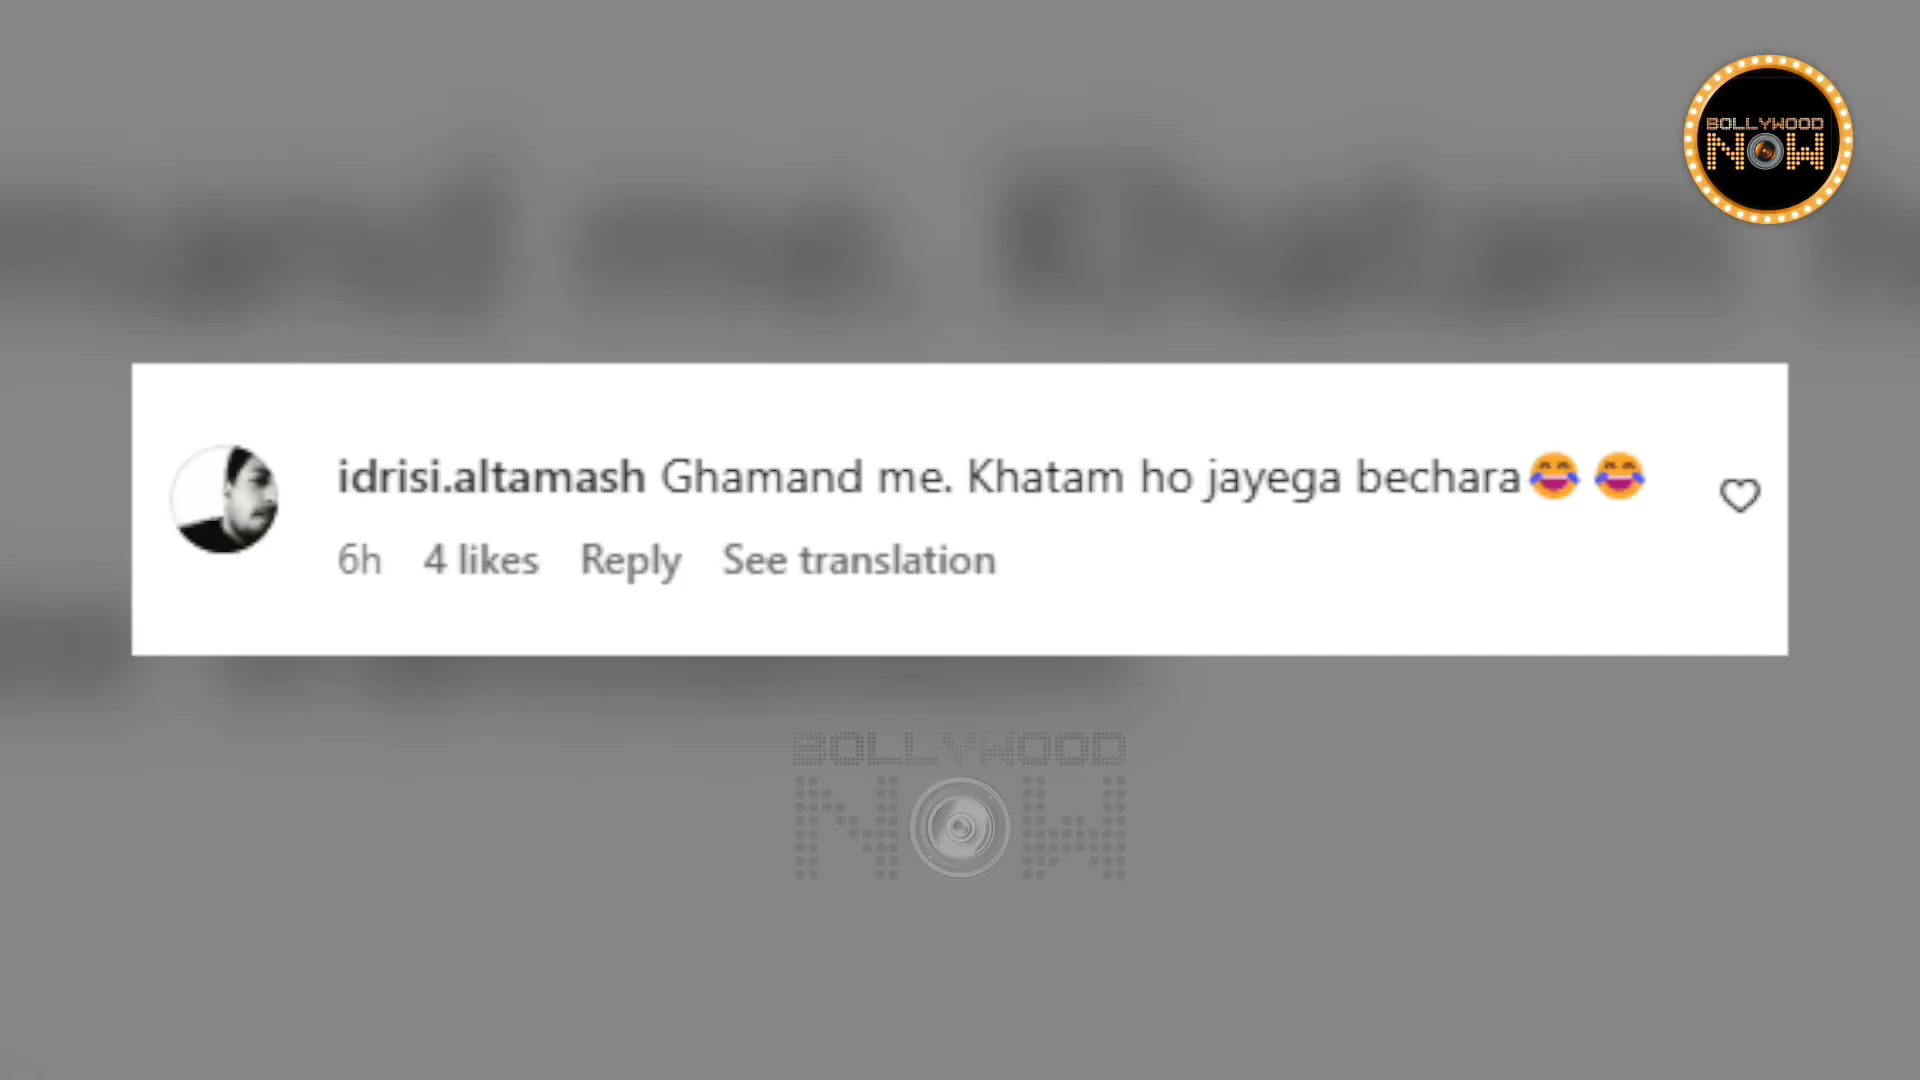 BOLLYWOOD
NOW
idrisi.altamash Ghamand me. Khatam ho jayega bechara😂 😂
6h 4 likes Reply See translation
BOLLYWOOD
NOW